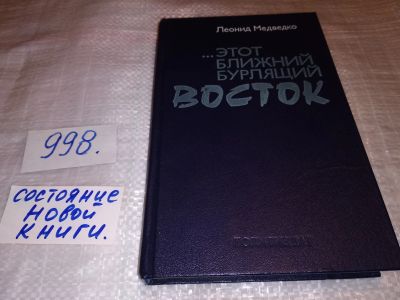 Леонид Медведко
...ЭТОТ
БЛИЖНИЙ
БУРЛЯЩИЙ
ВОСТОК
998.
СОСТОЯНИЕ
НОВОЙ
КНИГИ.